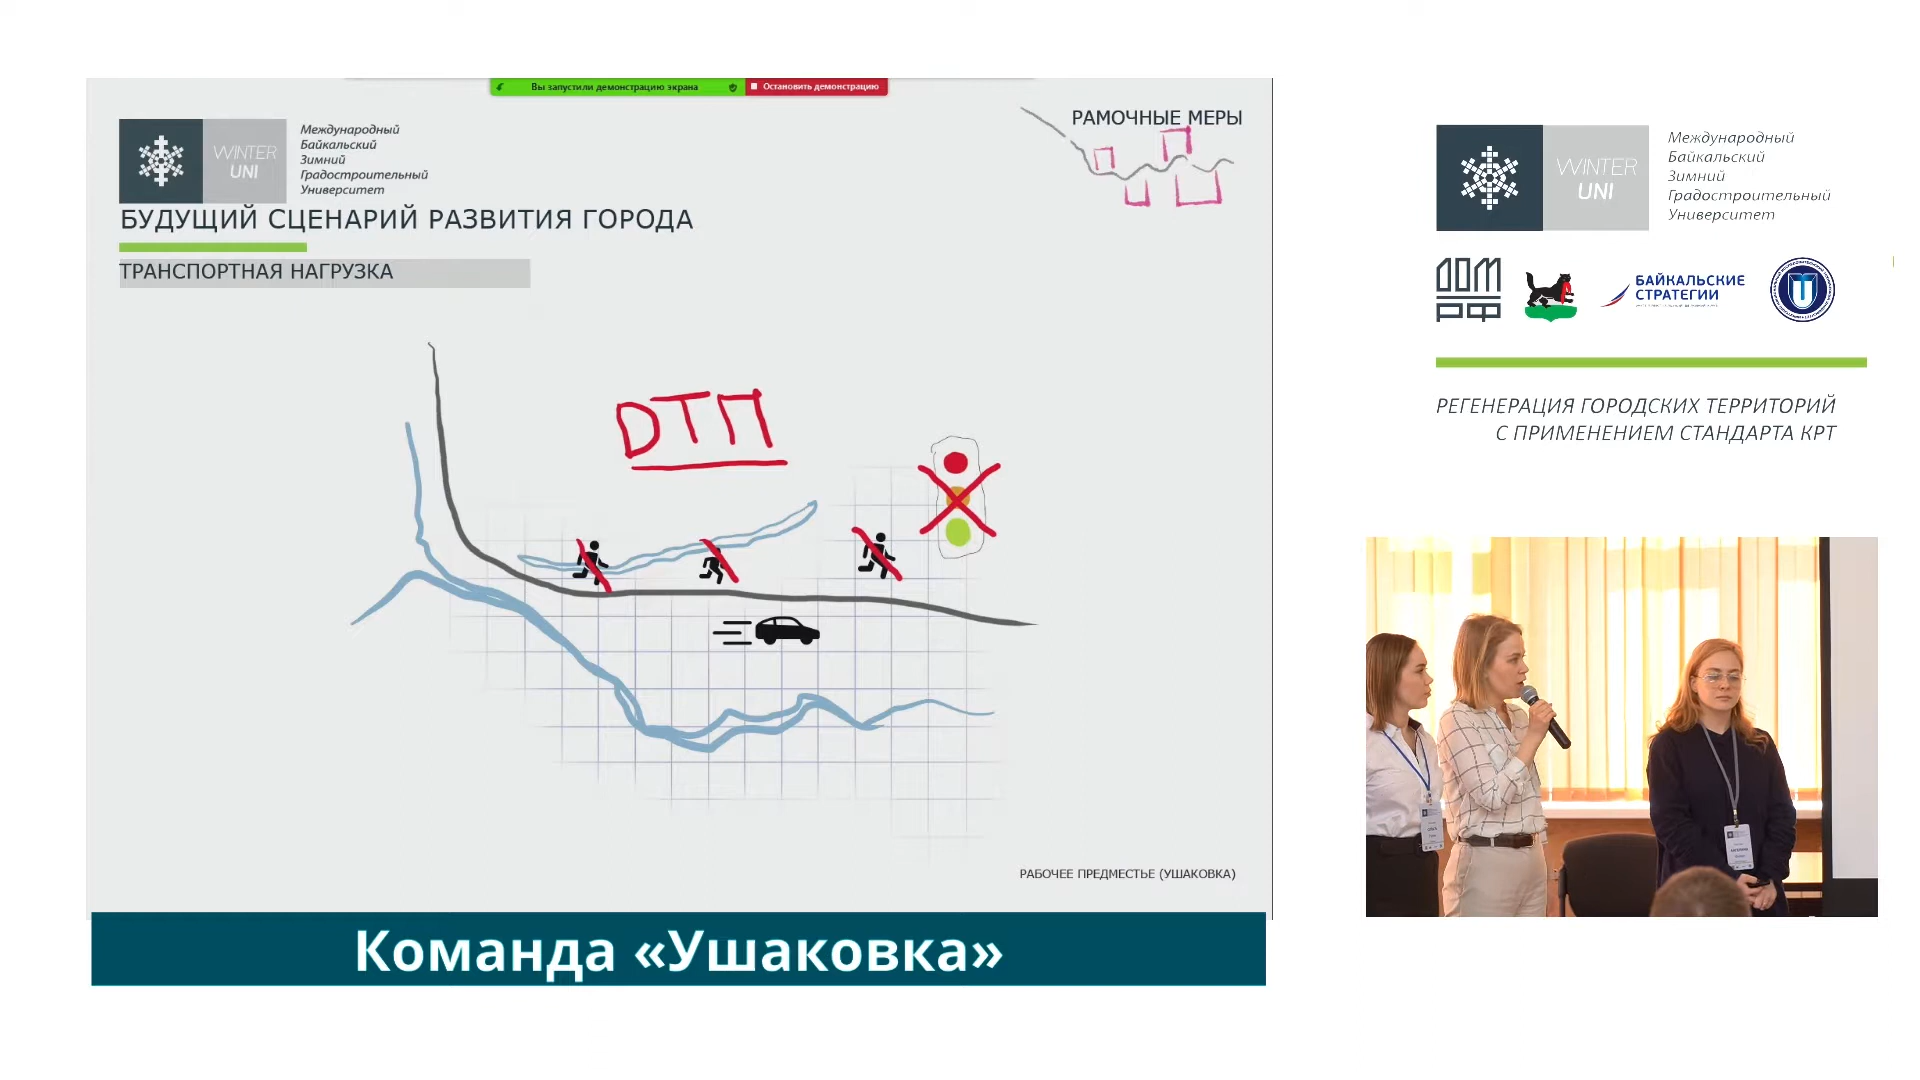 Вы запустили демонстрацию экрана
Остановить демонстрацию
WINTER
UNI
Международный
Байкальский
Зимний
Градостроительный
Университет
РАМОЧНЫЕ МЕРЫ
БУДУЩИЙ СЦЕНАРИЙ РАЗВИТИЯ ГОРОДА
ТРАНСПОРТНАЯ НАГРУЗКА
ДТП
РАБОЧЕЕ ПРЕДМЕСТЬЕ (УШАКОВКА)
Команда «Ушаковка»
WINTER
UNI
Международный
Байкальский
Зимний
Градостроительный
Университет
ДОМ
РФ
БАЙКАЛЬСКИЕ
СТРАТЕГИИ
РЕГЕНЕРАЦИЯ ГОРОДСКИХ ТЕРРИТОРИЙ
С ПРИМЕНЕНИЕМ СТАНДАРТА КРТ